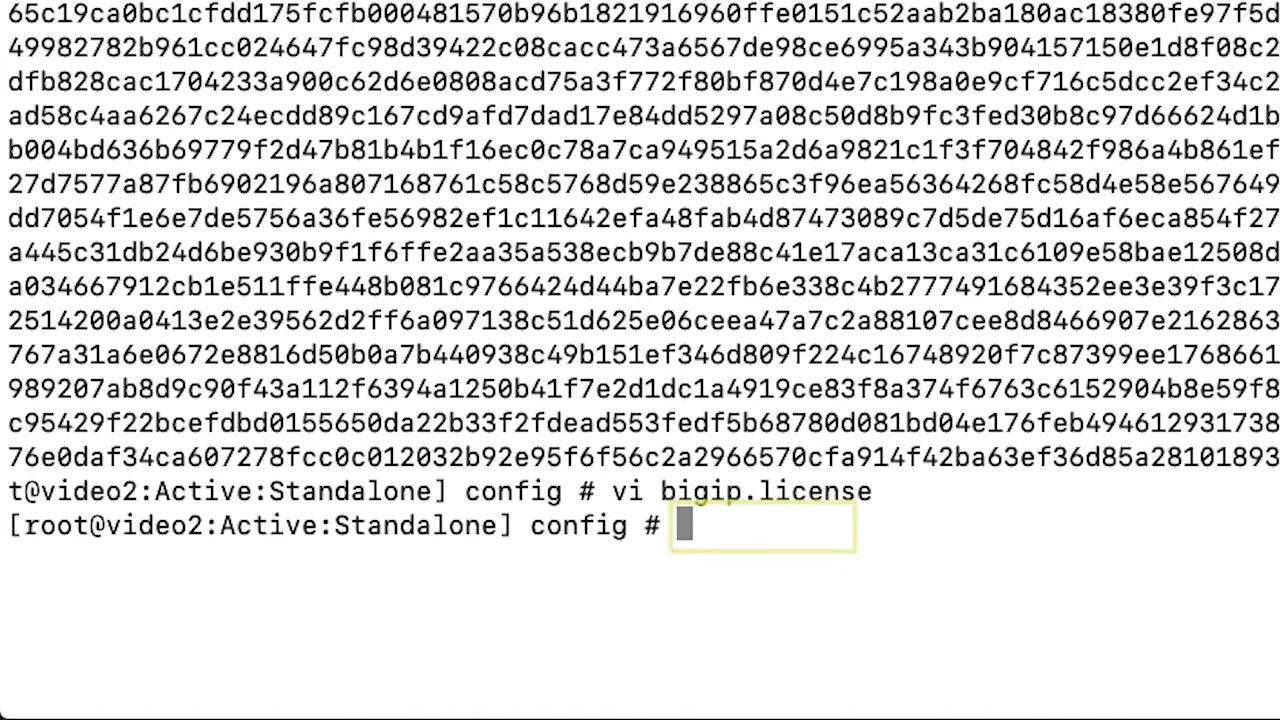 65c19ca0bc1cfdd175fcfb000481570b96b1821916960ffe0151c52aab2ba180ac18380fe97f5d
49982782b961cc024647fc98d39422c08cacc473a6567de98ce6995a343b904157150e1d8f08c2
dfb828cac1704233a900c62d6e0808acd75a3f772f80bf870d4e7c198a0e9cf716c5dcc2ef34c2
ad58c4aa6267c24ecdd89c167cd9afd7dad17e84dd5297a08c50d8b9fc3fed30b8c97d66624d1b
b004bd636b69779f2d47b81b4b1f16ec0c78a7ca949515a2d6a9821c1f3f704842f986a4b861ef
27d7577a87fb6902196a807168761c58c5768d59e238865c3f96ea56364268fc58d4e58e567649
dd7054f1e6e7de5756a36fe56982ef1c11642efa48fab4d87473089c7d5de75d16af6eca854f27
a445c31db24d6be930b9f1f6ffe2aa35a538ecb9b7de88c41e17aca13ca31c6109e58bae12508d
a034667912cb1e511ffe448b081c9766424d44ba7e22fb6e338c4b2777491684352ee3e39f3c17
2514200a0413e2e39562d2ff6a097138c51d625e06ceea47a7c2a88107cee8d8466907e2162863
767a31a6e0672e8816d50b0a7b440938c49b151ef346d809f224c16748920f7c87399ee1768661
989207ab8d9c90f43a112f6394a1250b41f7e2d1dc1a4919ce83f8a374f6763c6152904b8e59f8
c95429f22bcefdbd0155650da22b33f2fdead553fedf5b68780d081bd04e176feb494612931738
76e0daf34ca607278fcc0c012032b92e95f6f56c2a2966570cfa914f42ba63ef36d85a28101893
t@video2:Active:Standalone] config # vi bigip.license
[root@video2:Active:Standalone] config #